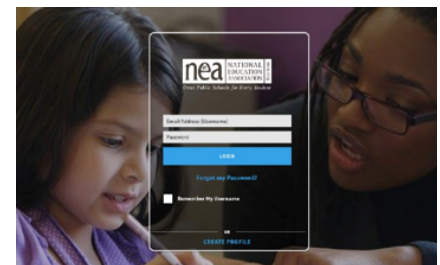 nea
NATIONAL
EDUCATION
ASSOCIATION
Great Public Schools for Every Student
Email Address (Username)
Password
LOGIN
Forgot my Password?
Remember My Username
OR
CREATE PROFILE